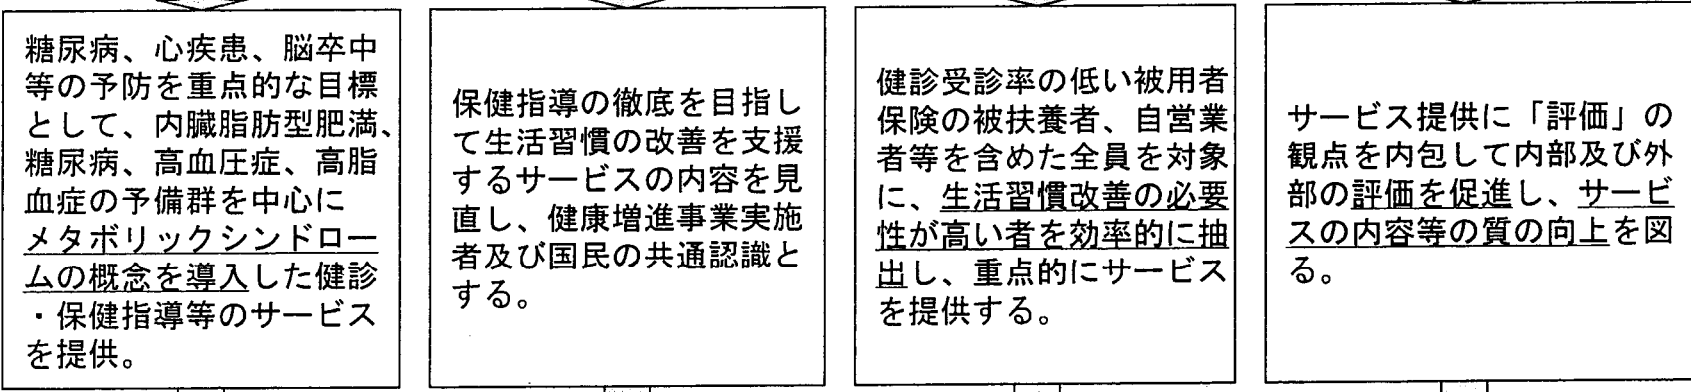 糖尿病、心疾患、脳卒中
等の予防を重点的な目標
として、内臓脂肪型肥満、
糖尿病、高血圧症、高脂
血症の予備群を中心に
メタボリックシンドロー
ムの概念を導入した健診
・保健指導等のサービス
を提供。
保健指導の徹底を目指し
て生活習慣の改善を支援
するサービスの内容を見
直し、健康増進事業実施
者及び国民の共通認識と
する。
健診受診率の低い被用者
保険の被扶養者、自営業
者等を含めた全員を対象
に、生活習慣改善の必要
性が高い者を効率的に抽
出し、重点的にサービス
を提供する。
サービス提供に「評価」の
観点を内包して内部及び外
部の評価を促進し、サービ
スの内容等の質の向上を図
る。